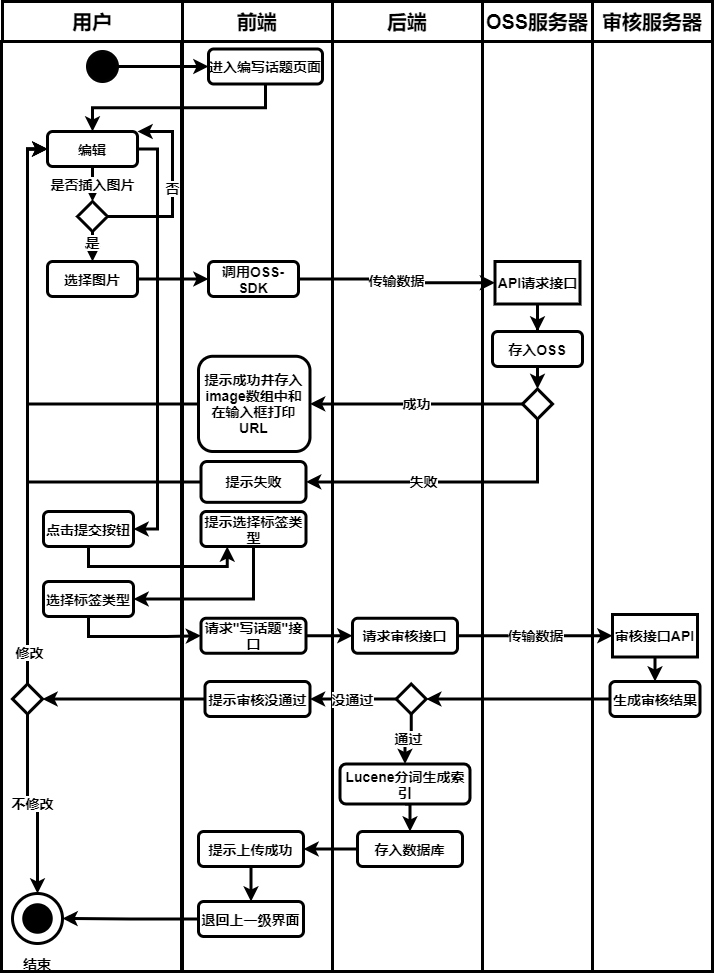 用户
前端
后端
OSS服务器
审核服务器
进入编写话题页面
编辑
是否插入图片
否
是
选择图片
调用OSS-
SDK
传输数据
API请求接口
存入OSS
提示成功并存入
image数组中和
在输入框打印
URL
成功
提示失败
失败
点击提交按钮
提示选择标签类
型
选择标签类型
请求"写话题"接
口
请求审核接口
传输数据
审核接口API
修改
提示审核没通过
没通过
生成审核结果
通过
Lucene分词生成索
引
不修改
提示上传成功
存入数据库
退回上一级界面
结束